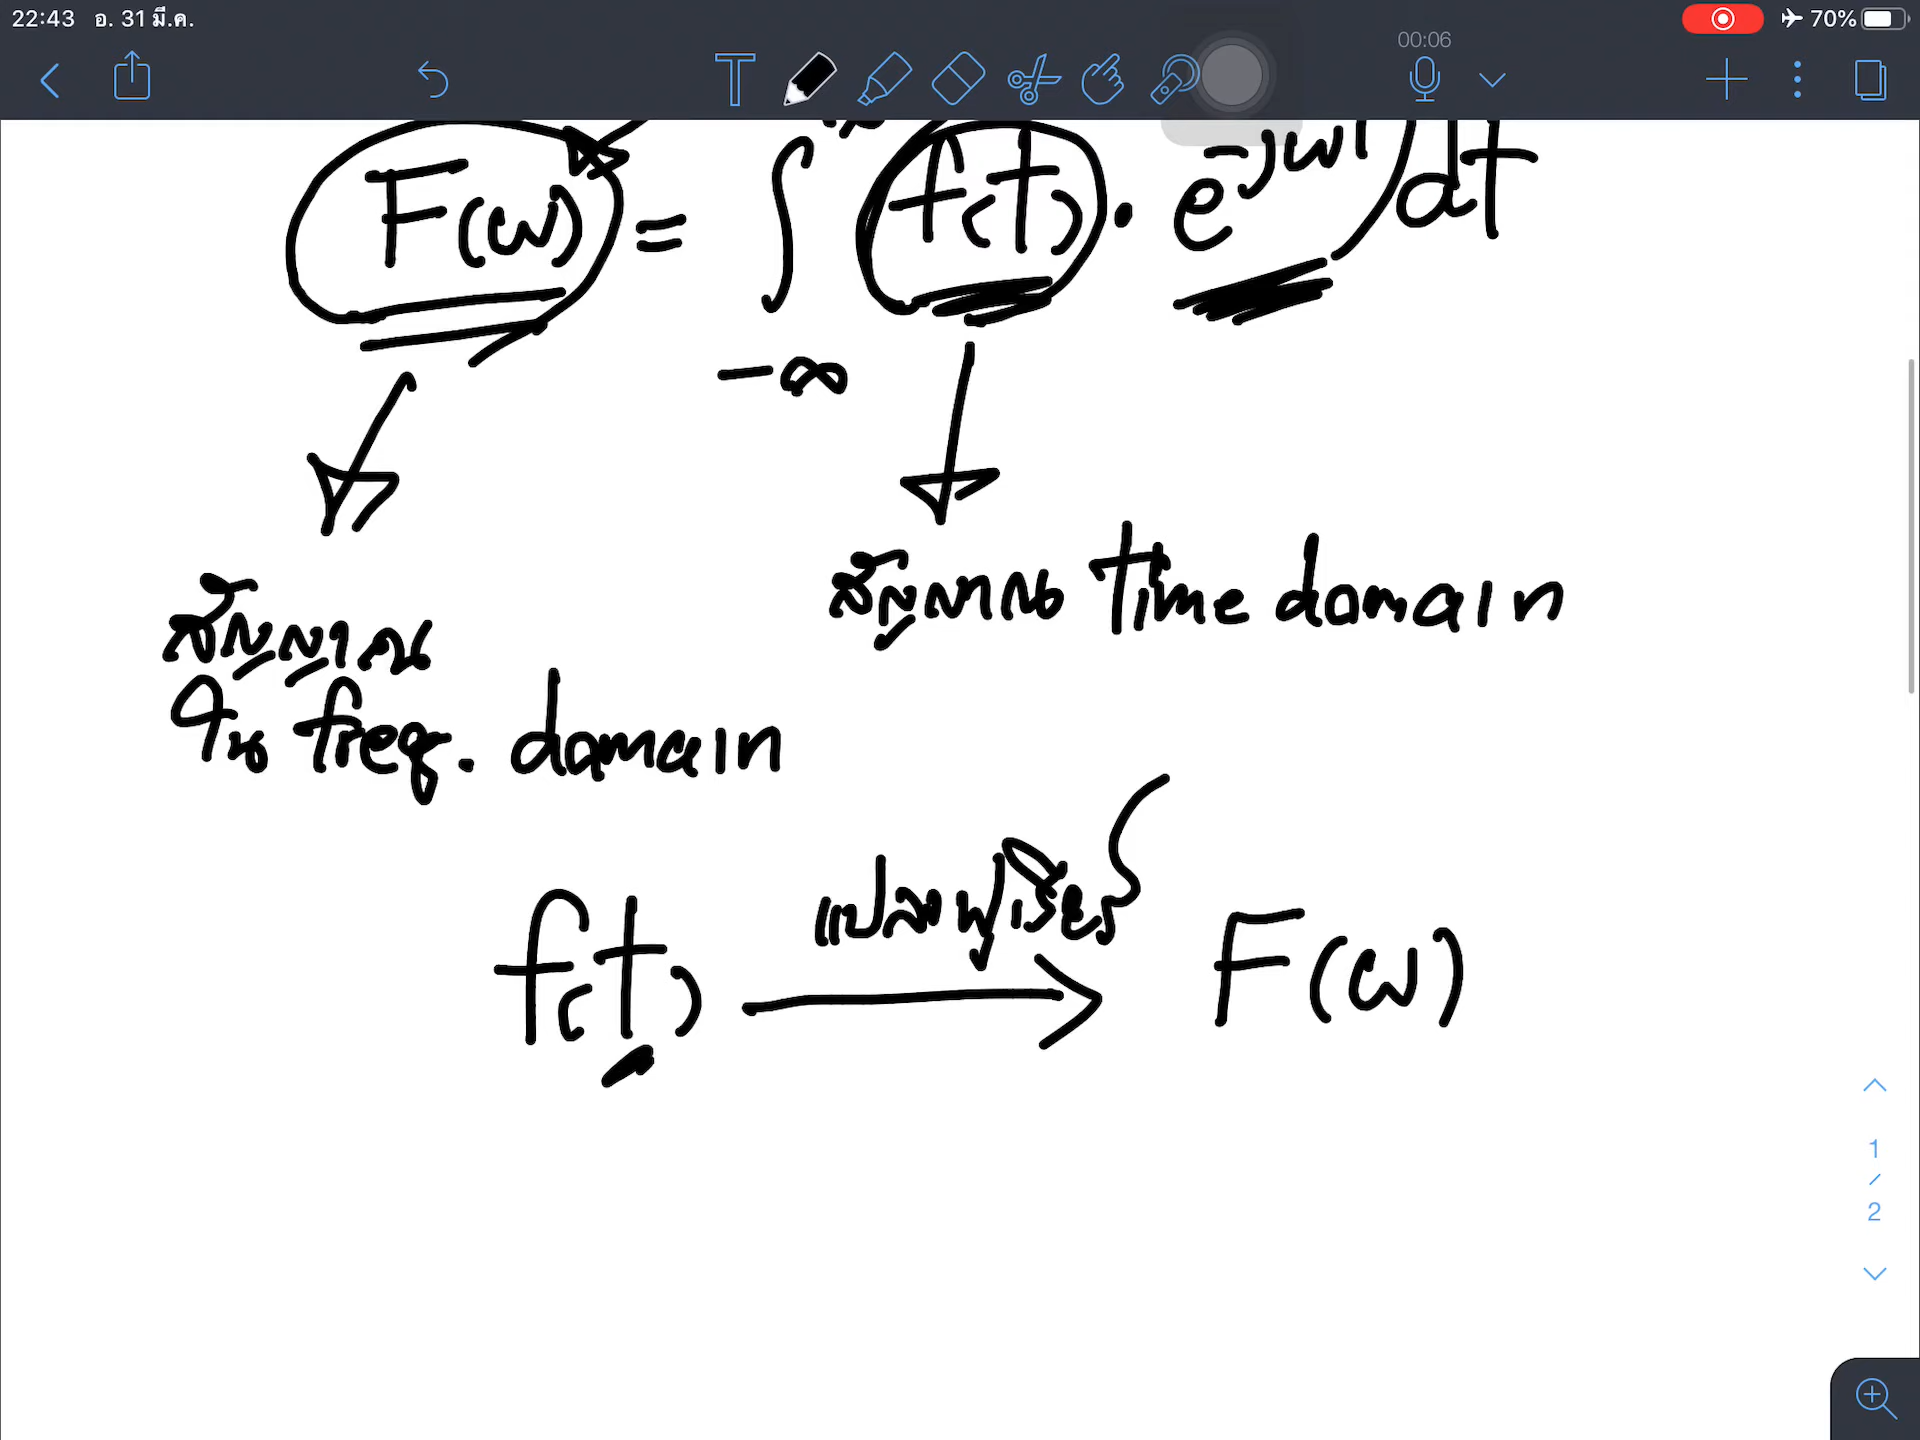 22:43 อ. 31 มี.ค. 70%
00:06
T
F(ω) = ∫ f(t) · e^-jωt dt
-∞
สัญญาณ time domain
สัญญาณ
ใน freq. domain
แปลงฟูเรียร์
f(t) → F(ω)
1
/
2